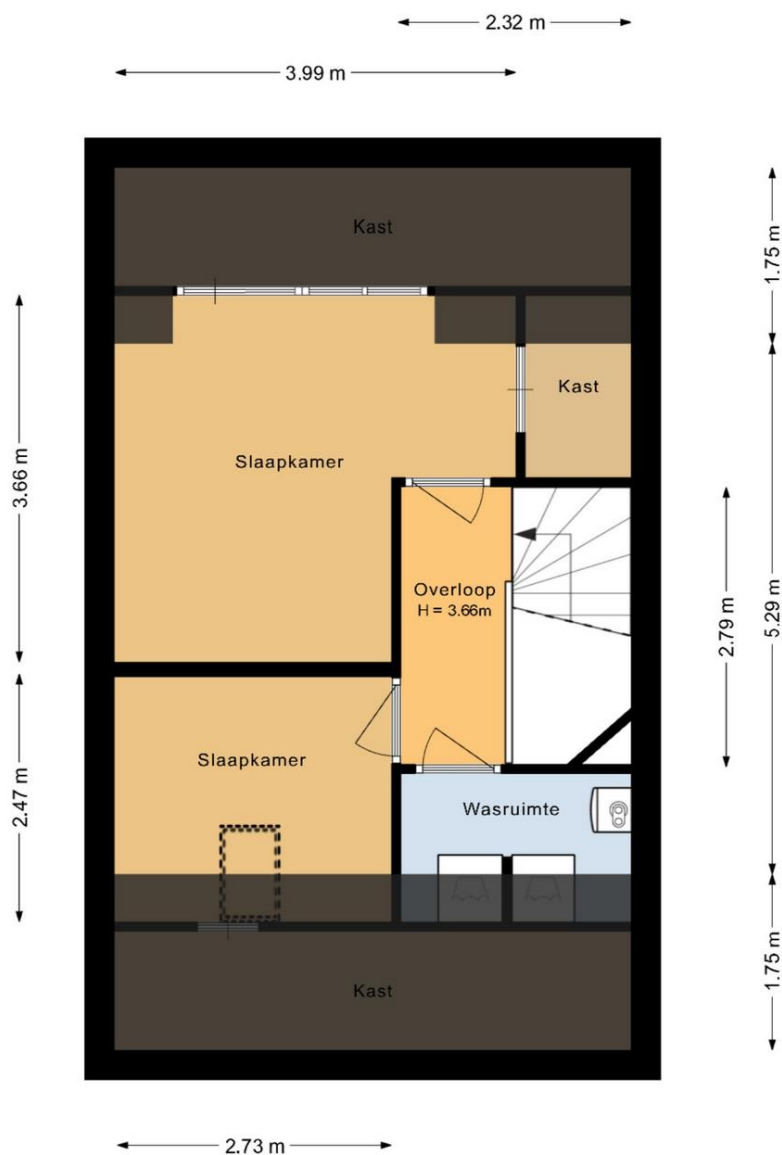 2.32 m
3.99 m
Kast
1.75 m
Kast
Slaapkamer
3.66 m
Overloop
H = 3.66m
2.79 m
5.29 m
Slaapkamer
Wasruimte
2.47 m
Kast
1.75 m
2.73 m